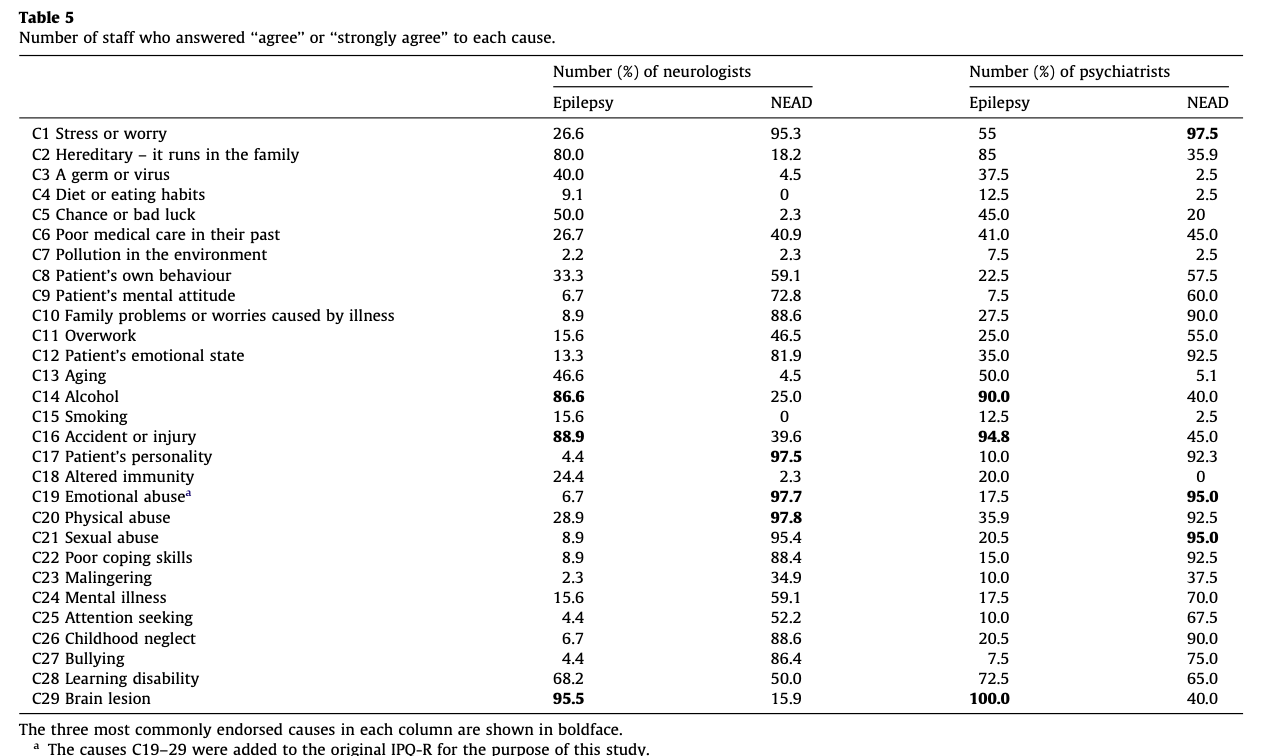 Table 5
Number of staff who answered “agree” or “strongly agree” to each cause.
Number (%) of neurologists Number (%) of psychiatrists
Epilepsy NEAD Epilepsy NEAD
C1 Stress or worry 26.6 95.3 55 97.5
C2 Hereditary – it runs in the family 80.0 18.2 85 35.9
C3 A germ or virus 40.0 4.5 37.5 2.5
C4 Diet or eating habits 9.1 0 12.5 2.5
C5 Chance or bad luck 50.0 2.3 45.0 20
C6 Poor medical care in their past 26.7 40.9 41.0 45.0
C7 Pollution in the environment 2.2 2.3 7.5 2.5
C8 Patient’s own behaviour 33.3 59.1 22.5 57.5
C9 Patient’s mental attitude 6.7 72.8 7.5 60.0
C10 Family problems or worries caused by illness 8.9 88.6 27.5 90.0
C11 Overwork 15.6 46.5 25.0 55.0
C12 Patient’s emotional state 13.3 81.9 35.0 92.5
C13 Aging 46.6 4.5 50.0 5.1
C14 Alcohol 86.6 25.0 90.0 40.0
C15 Smoking 15.6 0 12.5 2.5
C16 Accident or injury 88.9 39.6 94.8 45.0
C17 Patient’s personality 4.4 97.5 10.0 92.3
C18 Altered immunity 24.4 2.3 20.0 0
C19 Emotional abuseᵃ 6.7 97.7 17.5 95.0
C20 Physical abuse 28.9 97.8 35.9 92.5
C21 Sexual abuse 8.9 95.4 20.5 95.0
C22 Poor coping skills 8.9 88.4 15.0 92.5
C23 Malingering 2.3 34.9 10.0 37.5
C24 Mental illness 15.6 59.1 17.5 70.0
C25 Attention seeking 4.4 52.2 10.0 67.5
C26 Childhood neglect 6.7 88.6 20.5 90.0
C27 Bullying 4.4 86.4 7.5 75.0
C28 Learning disability 68.2 50.0 72.5 65.0
C29 Brain lesion 95.5 15.9 100.0 40.0
The three most commonly endorsed causes in each column are shown in boldface.
ᵃ The causes C19–29 were added to the original IPQ-R for the purpose of this study.